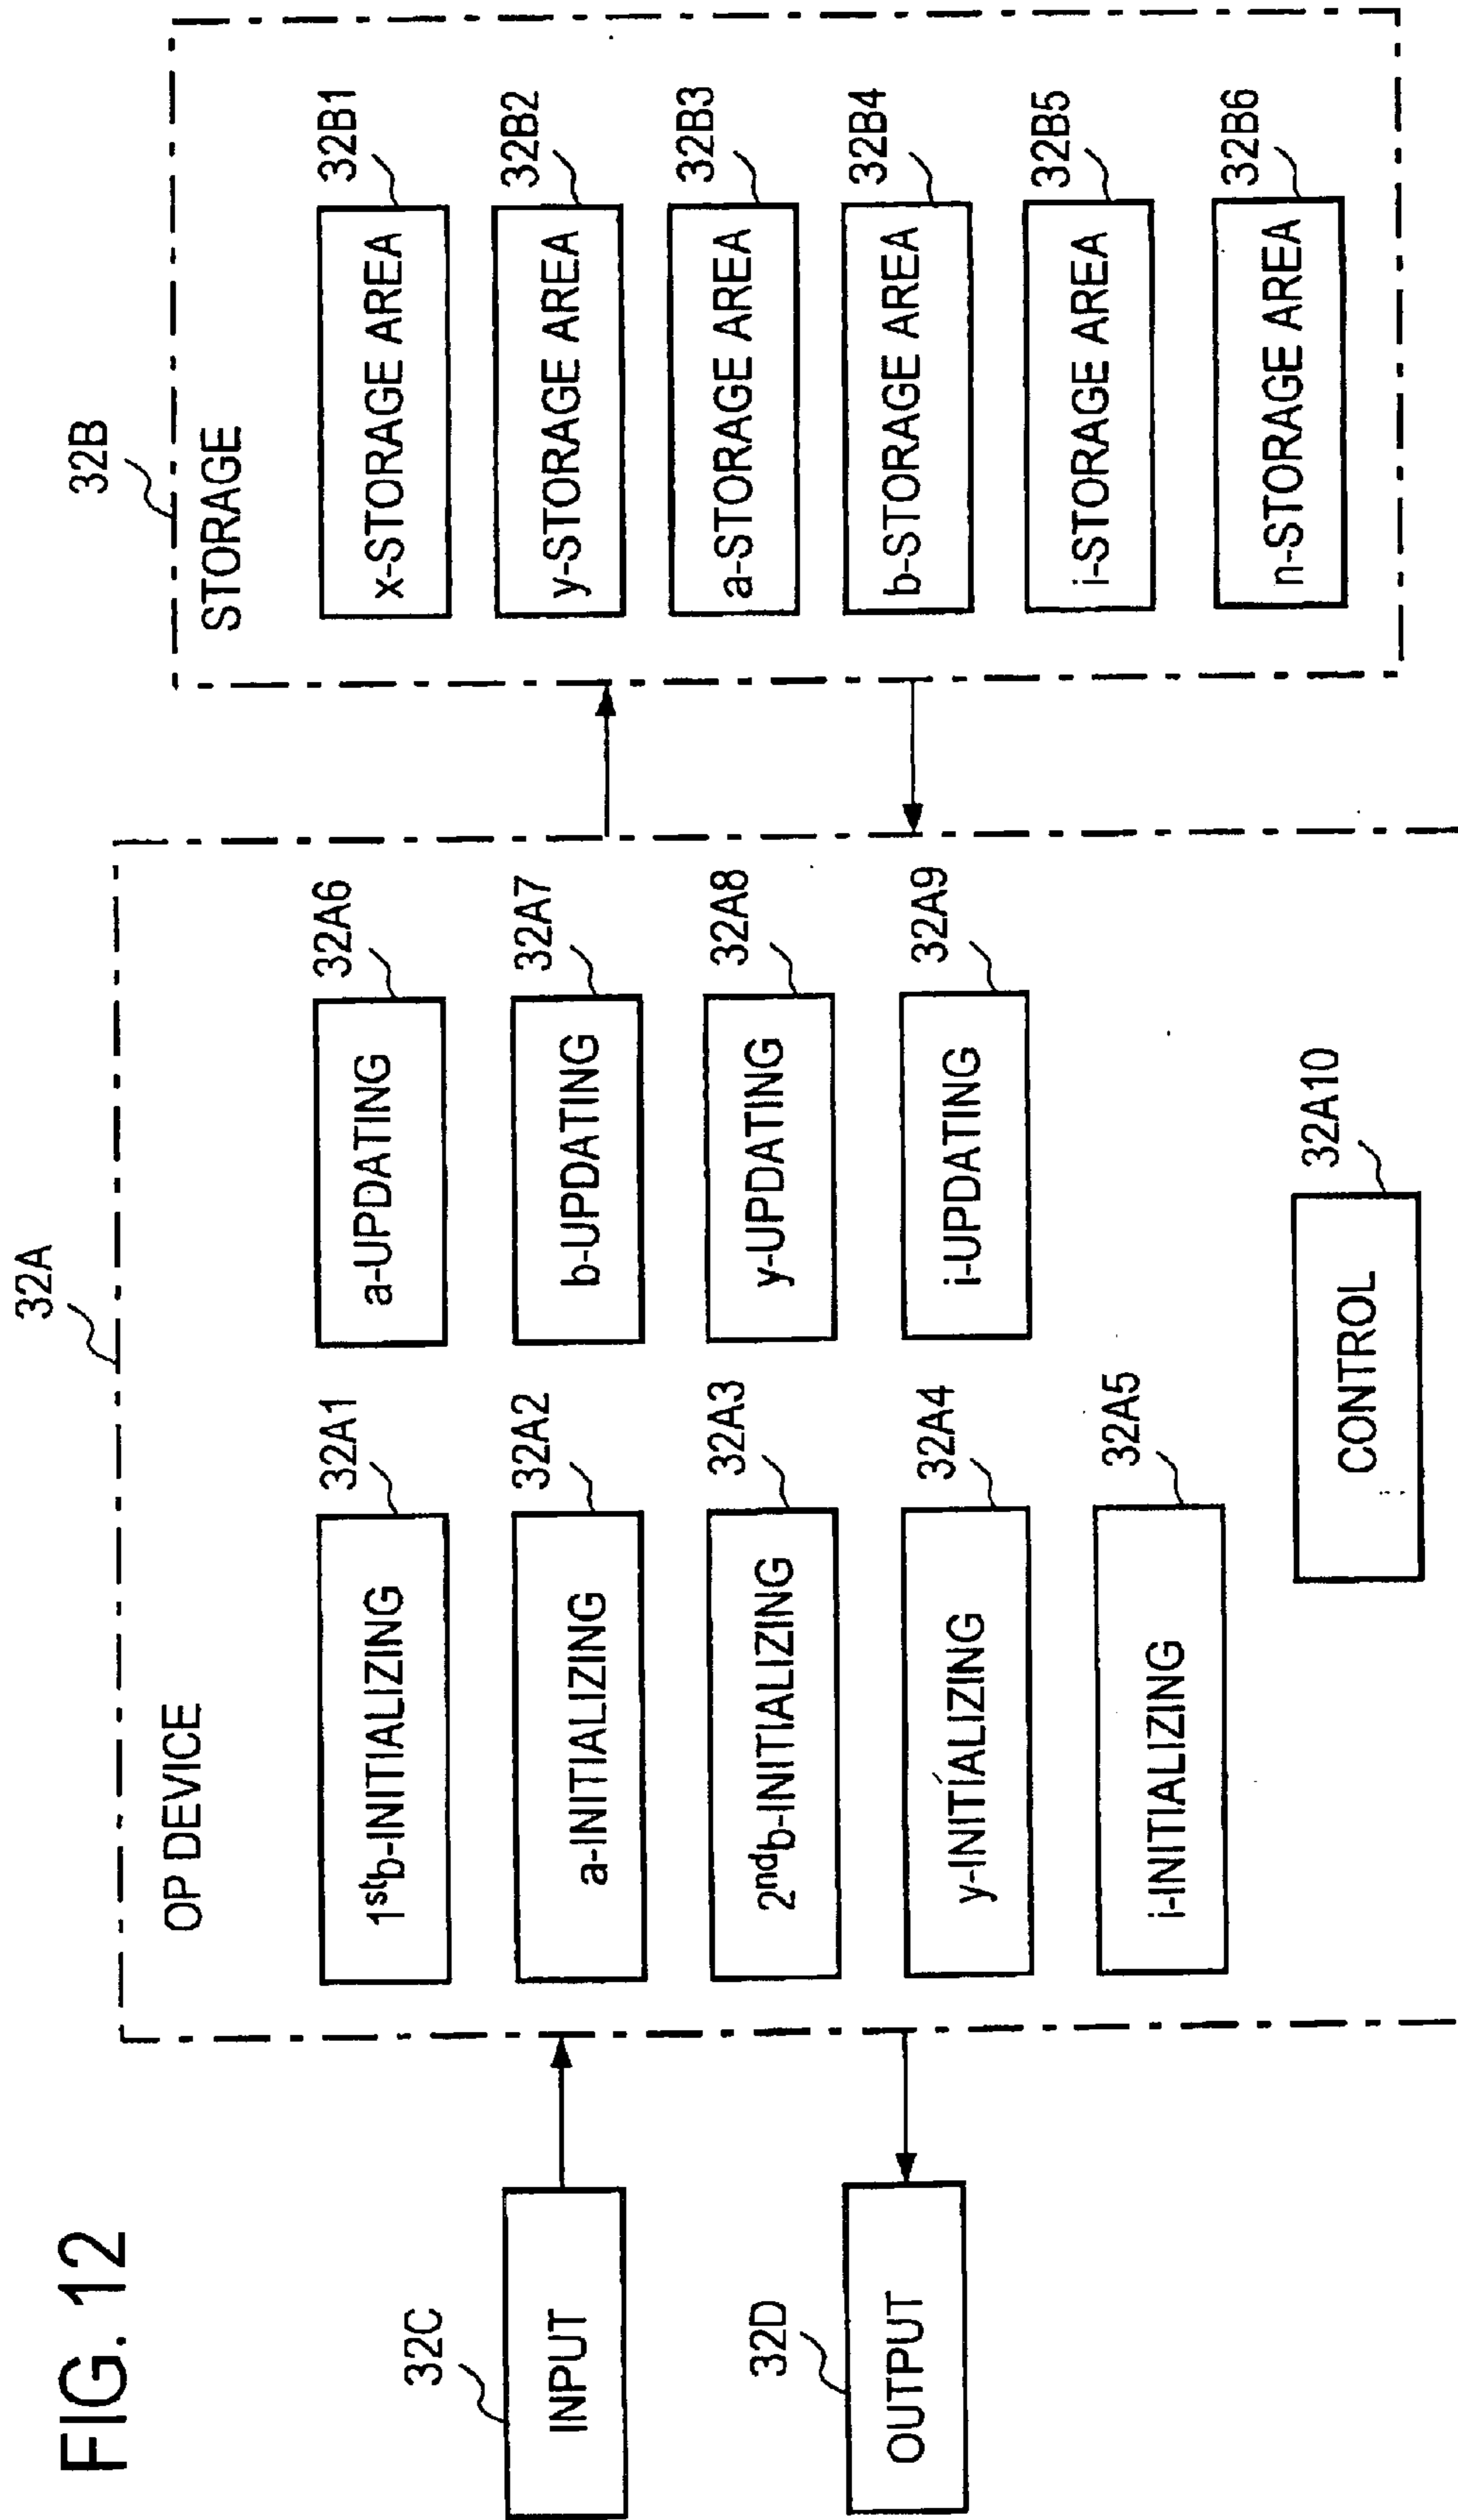 FIG. 12
32C
INPUT
32D
OUTPUT
32A
OP DEVICE
32A1
1st b-INITIALIZING
32A2
a-INITIALIZING
32A3
2nd b-INITIALIZING
32A4
y-INITIALIZING
32A5
i-INITIALIZING
32A6
a-UPDATING
32A7
b-UPDATING
32A8
y-UPDATING
32A9
i-UPDATING
32A10
CONTROL
32B
STORAGE
32B1
x-STORAGE AREA
32B2
y-STORAGE AREA
32B3
a-STORAGE AREA
32B4
b-STORAGE AREA
32B5
i-STORAGE AREA
32B6
n-STORAGE AREA